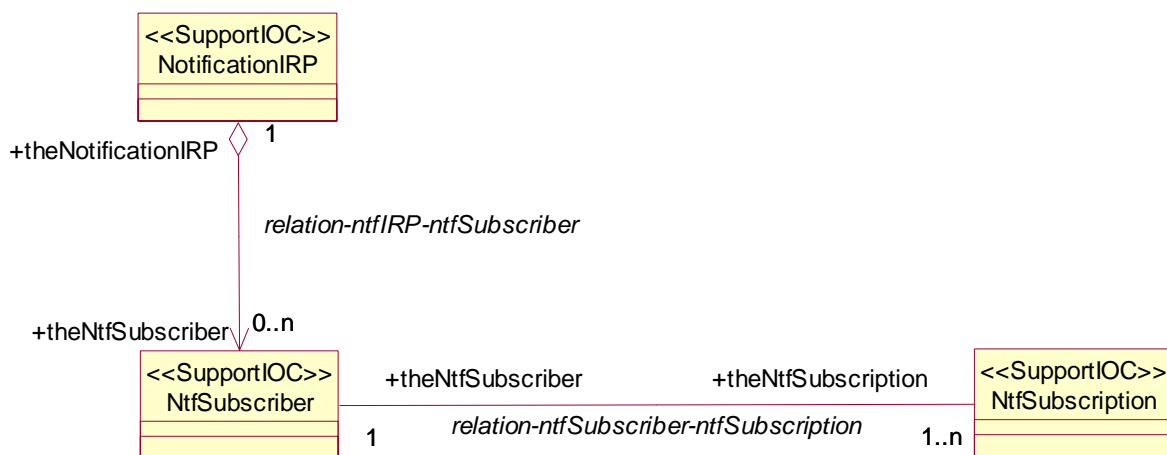 <<SupportIOC>>
NotificationIRP
1
+theNotificationIRP
relation-ntfIRP-ntfSubscriber
+theNtfSubscriber
0..n
<<SupportIOC>>
NtfSubscriber
+theNtfSubscriber
+theNtfSubscription
<<SupportIOC>>
NtfSubscription
relation-ntfSubscriber-ntfSubscription
1
1..n